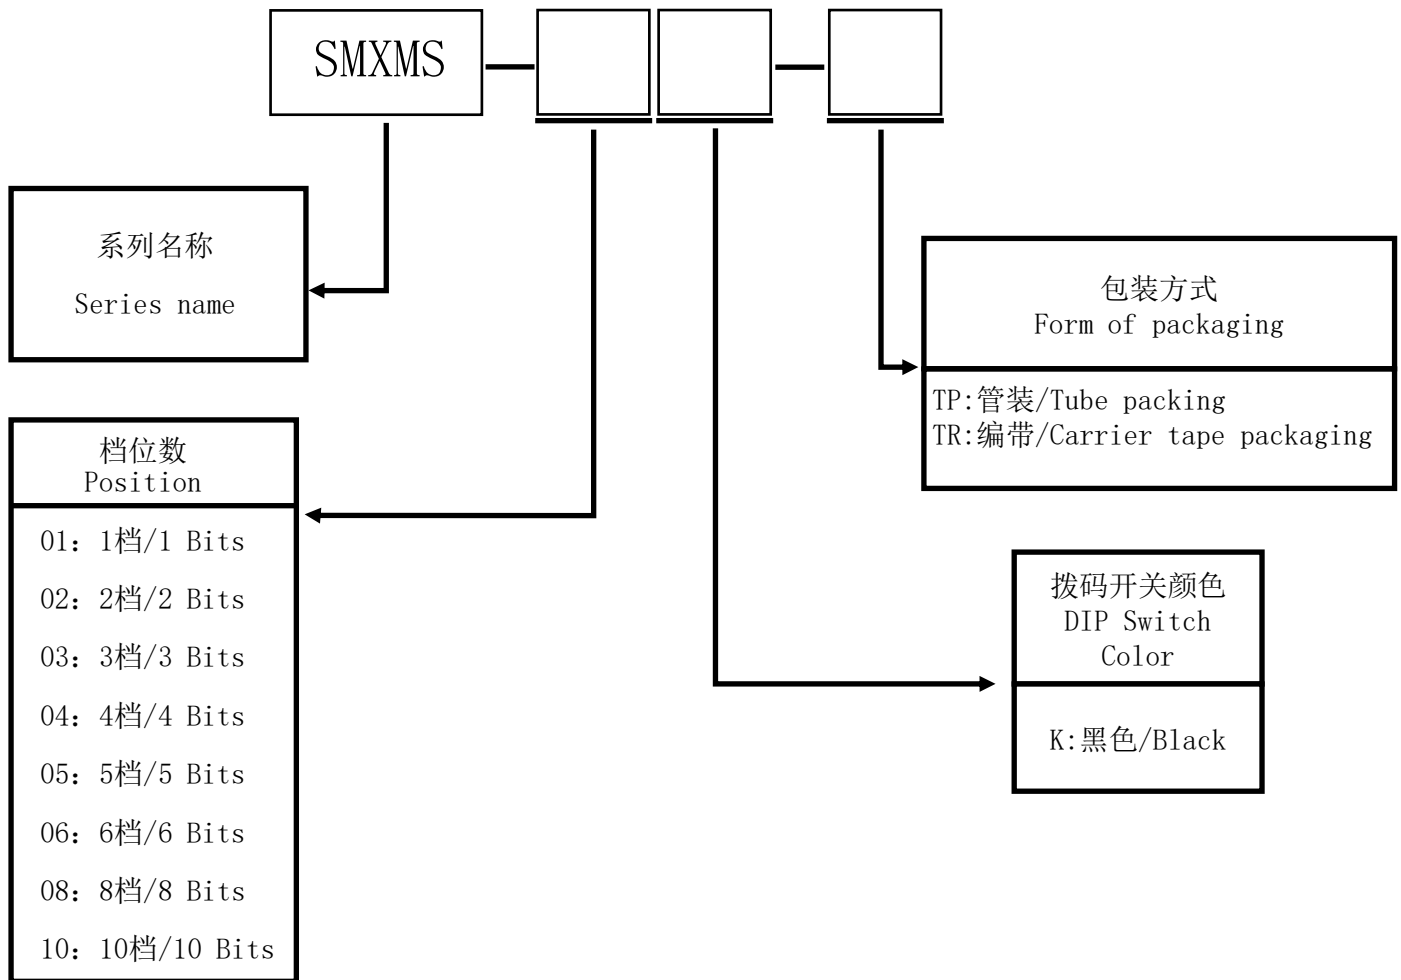 SMXMS
系列名称
Series name
包装方式
Form of packaging
TP:管装/Tube packing
TR:编带/Carrier tape packaging
档位数
Position
01：1档/1 Bits
02：2档/2 Bits
03：3档/3 Bits
04：4档/4 Bits
05：5档/5 Bits
06：6档/6 Bits
08：8档/8 Bits
10：10档/10 Bits
拨码开关颜色
DIP Switch
Color
K:黑色/Black